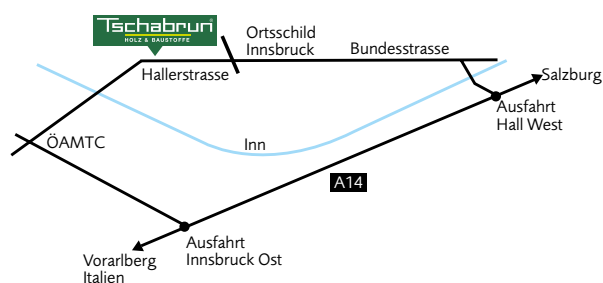 Tschabrun
HOLZ & BAUSTOFFE
Ortsschild
Innsbruck
Bundesstrasse
Hallerstrasse
Salzburg
Ausfahrt
Hall West
ÖAMTC
Inn
A14
Ausfahrt
Innsbruck Ost
Vorarlberg
Italien